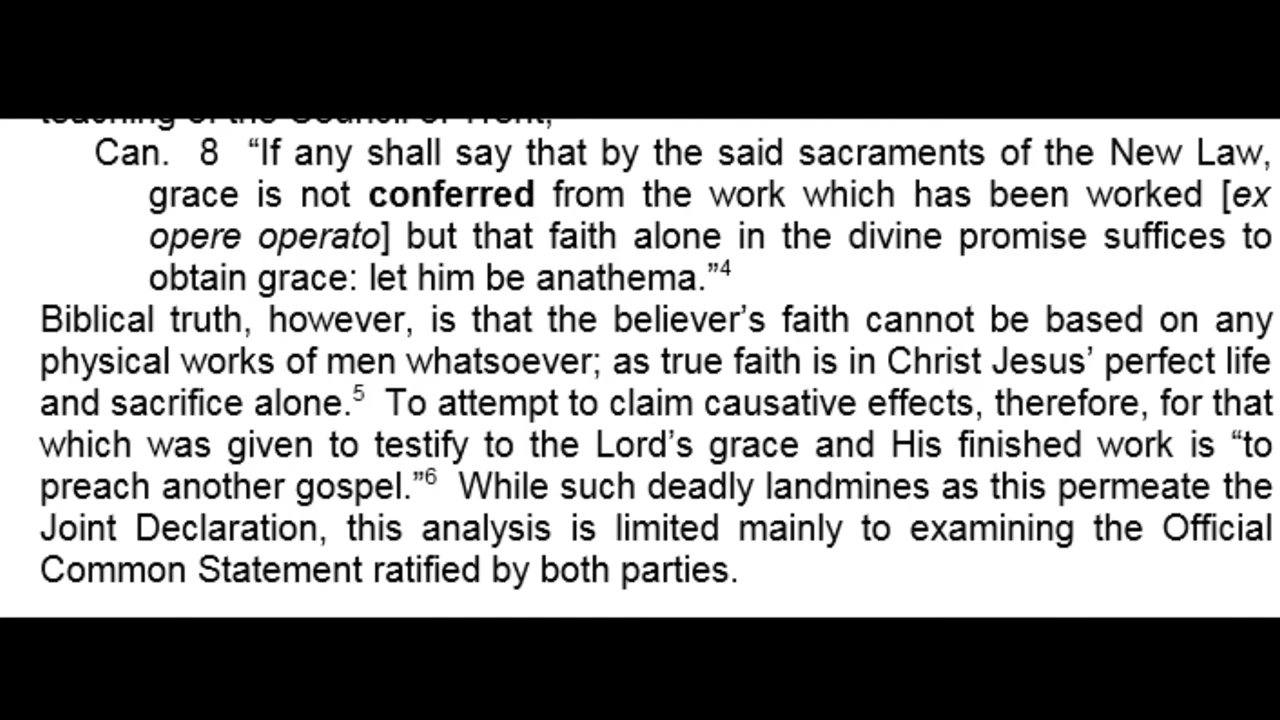 teaching of the Council of Trent,
Can. 8 “If any shall say that by the said sacraments of the New Law,
grace is not conferred from the work which has been worked [ex
opere operato] but that faith alone in the divine promise suffices to
obtain grace: let him be anathema.”4
Biblical truth, however, is that the believer’s faith cannot be based on any
physical works of men whatsoever; as true faith is in Christ Jesus’ perfect life
and sacrifice alone.5 To attempt to claim causative effects, therefore, for that
which was given to testify to the Lord’s grace and His finished work is “to
preach another gospel.”6 While such deadly landmines as this permeate the
Joint Declaration, this analysis is limited mainly to examining the Official
Common Statement ratified by both parties.